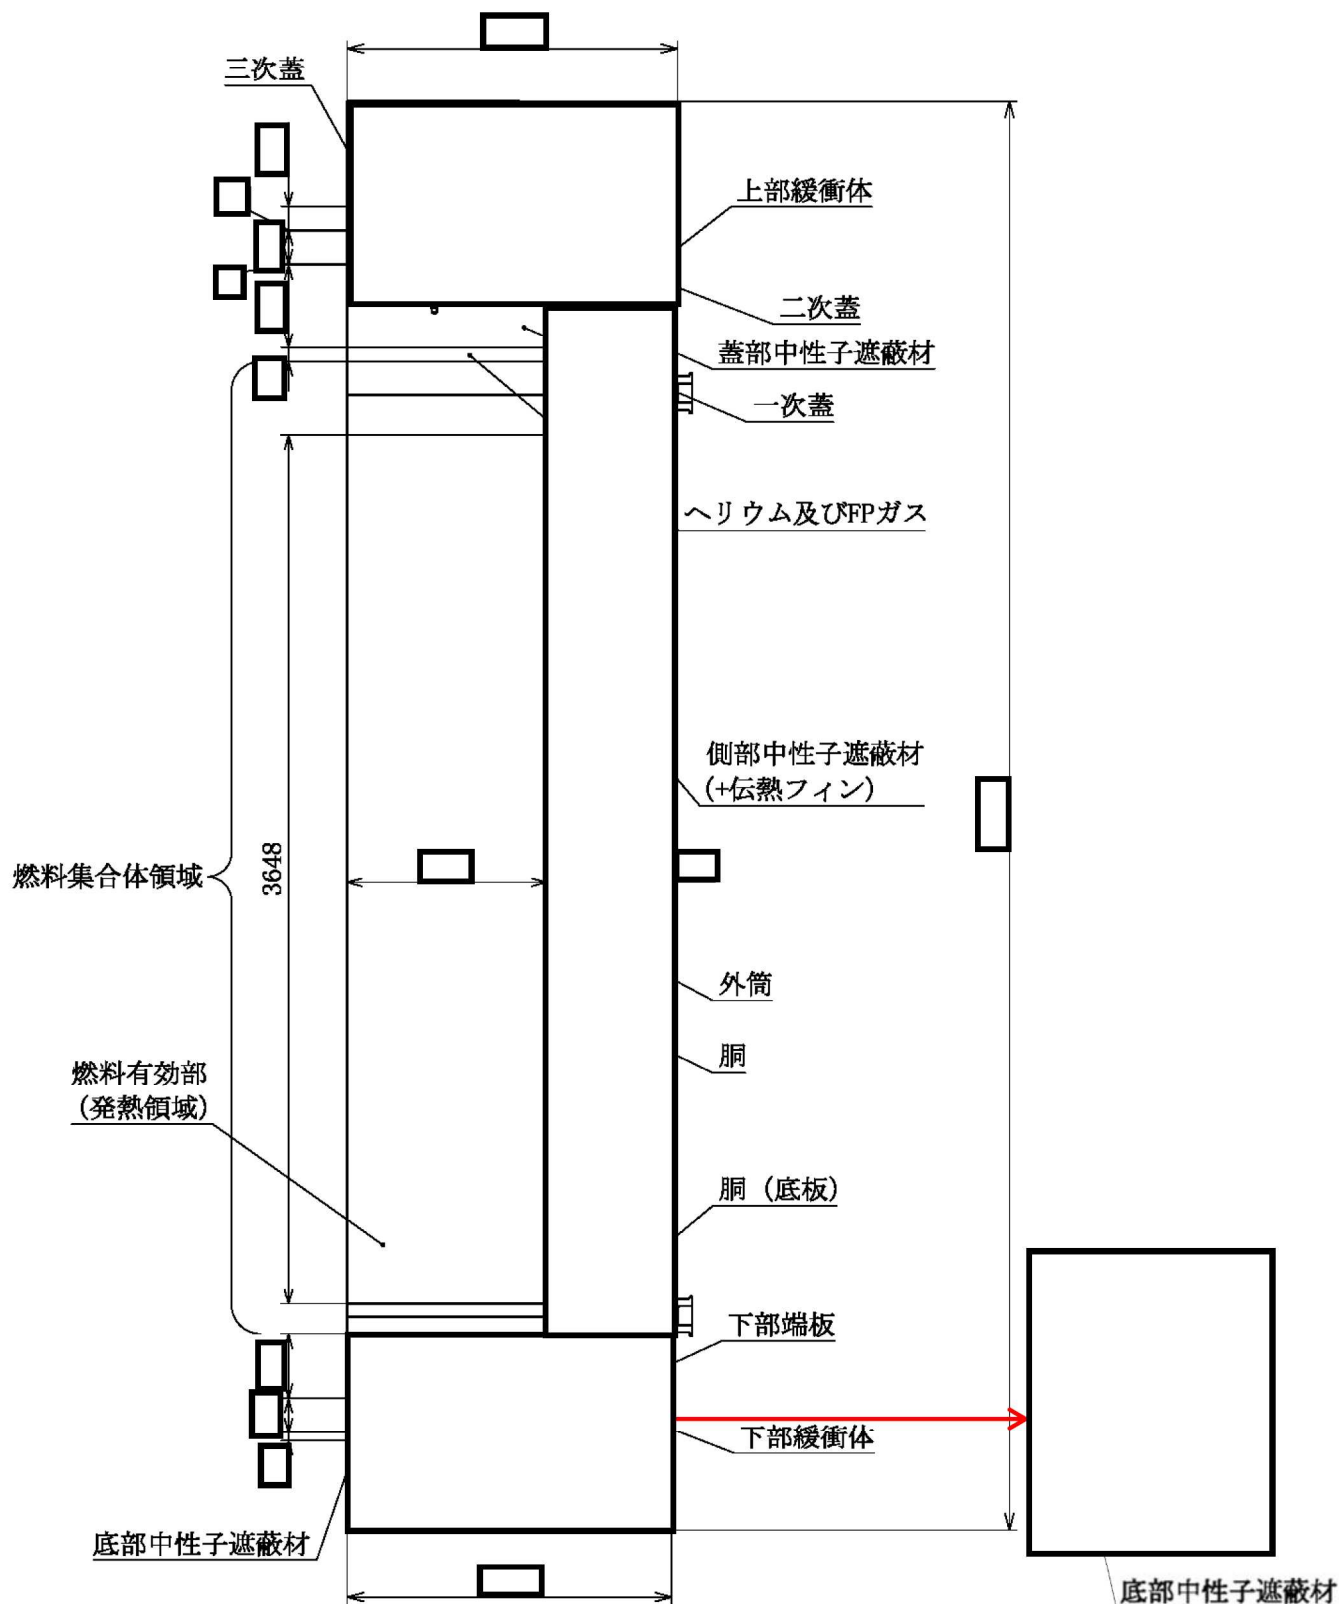 三次蓋
上部緩衝体
二次蓋
蓋部中性子遮蔽材
一次蓋
ヘリウム及びFPガス
側部中性子遮蔽材
(+伝熱フィン)
燃料集合体領域
3648
外筒
胴
燃料有効部
(発熱領域)
胴 (底板)
下部端板
下部緩衝体
底部中性子遮蔽材
底部中性子遮蔽材